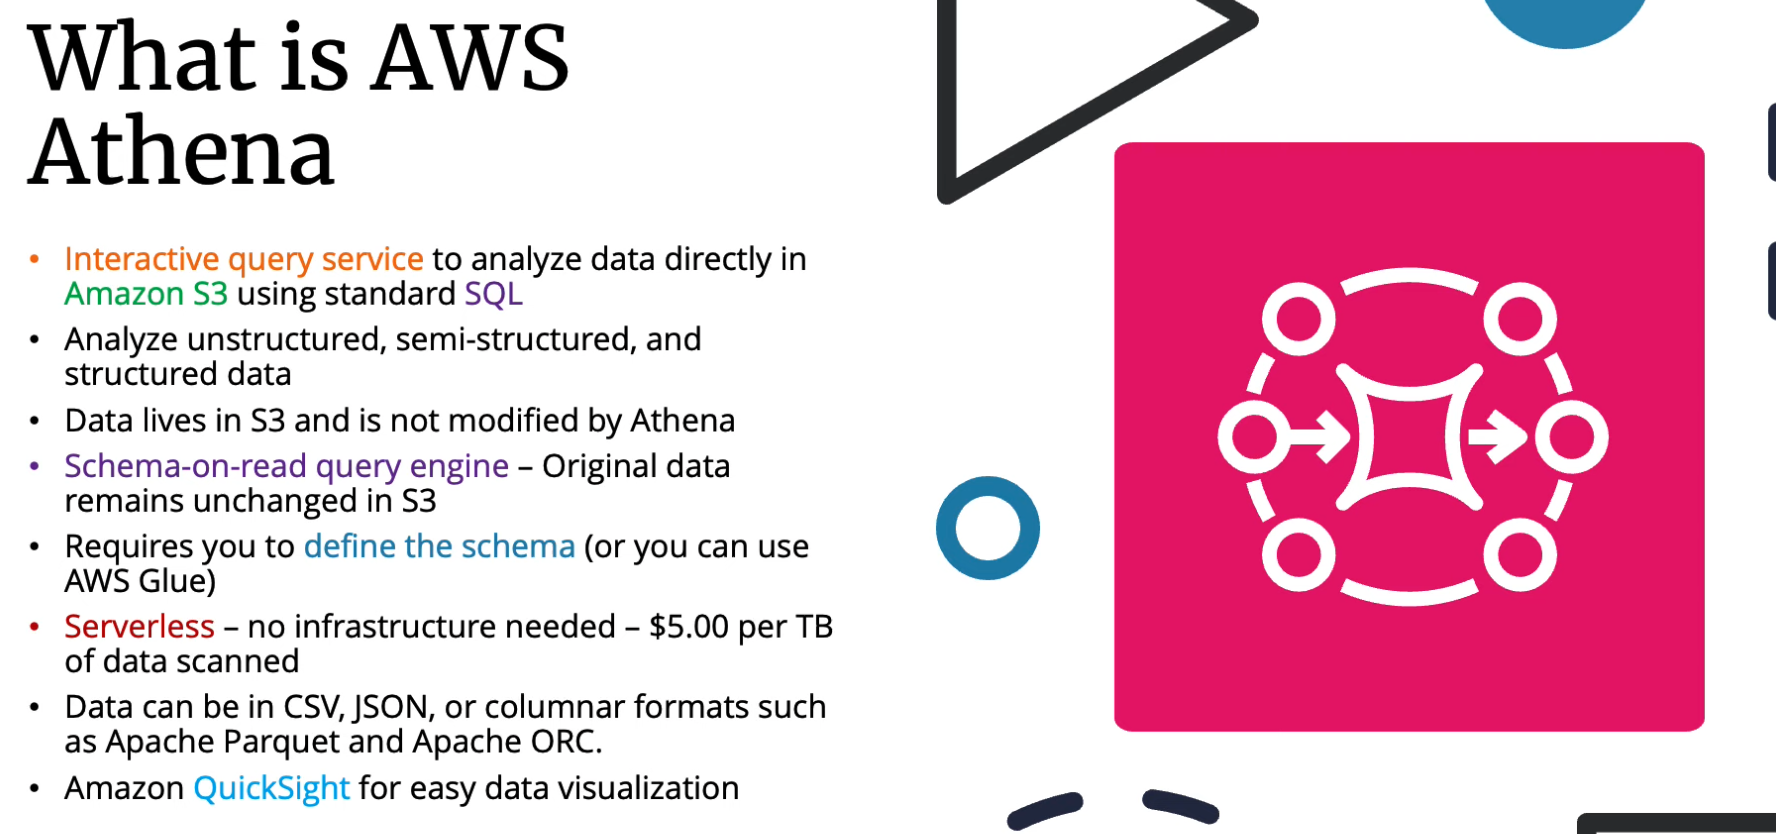 What is AWS
Athena
• Interactive query service to analyze data directly in
Amazon S3 using standard SQL
• Analyze unstructured, semi-structured, and
structured data
• Data lives in S3 and is not modified by Athena
• Schema-on-read query engine – Original data
remains unchanged in S3
• Requires you to define the schema (or you can use
AWS Glue)
• Serverless – no infrastructure needed – $5.00 per TB
of data scanned
• Data can be in CSV, JSON, or columnar formats such
as Apache Parquet and Apache ORC.
• Amazon QuickSight for easy data visualization